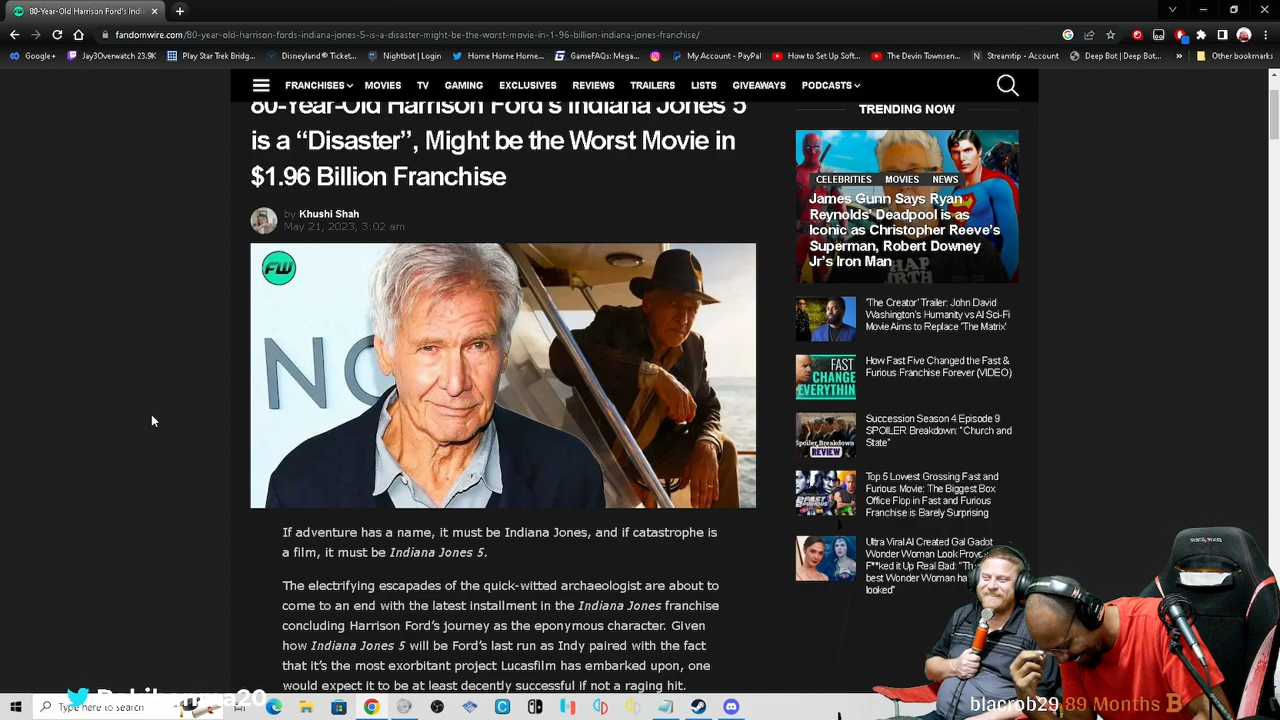 80-Year-Old Harrison Ford's Indi
fandomwire.com/80-year-old-harrison-fords-indiana-jones-5-is-a-disaster-might-be-the-worst-movie-in-1-96-billion-franchise/
Google+
Jay3Overwatch 23.9K
Play Star Trek Bridg...
Disneyland® Ticket...
Nightbot | Login
Home Home Home...
GameFAQs: Mega...
My Account - PayPal
How to Set Up Solf...
The Devin Townsen...
Streamtip - Account
Deep Bot | Deep Bot...
Other bookmarks
FRANCHISES
MOVIES
TV
GAMING
EXCLUSIVES
REVIEWS
TRAILERS
LISTS
GIVEAWAYS
PODCASTS
80-Year-Old Harrison Ford's Indiana Jones 5
is a “Disaster”, Might be the Worst Movie in
$1.96 Billion Franchise
by Khushi Shah
May 21, 2023, 3:02 am
FW
If adventure has a name, it must be Indiana Jones, and if catastrophe is
a film, it must be Indiana Jones 5.
The electrifying escapades of the quick-witted archaeologist are about to
come to an end with the latest installment in the Indiana Jones franchise
concluding Harrison Ford's journey as the eponymous character. Given
how Indiana Jones 5 will be Ford's last run as Indy paired with the fact
that it's the most exorbitant project Lucasfilm has embarked upon, one
would expect it to be at least decently successful if not a raging hit.
TRENDING NOW
CELEBRITIES
MOVIES
NEWS
James Gunn Says Ryan
Reynolds' Deadpool is as
Iconic as Christopher Reeve's
Superman, Robert Downey
Jr's Iron Man
'The Creator' Trailer: John David
Washington's Humanity vs AI Sci-Fi
Movie Aims to Replace 'The Matrix'
FAST
CHANGE
EVERYTHING
How Fast Five Changed the Fast &
Furious Franchise Forever (VIDEO)
Spoiler Breakdown
REVIEW
Succession Season 4 Episode 9
SPOILER Breakdown: "Church and
State"
Top 5 Lowest Grossing Fast and
Furious Movie: The Biggest Box
Office Flop in Fast and Furious
Franchise is Barely Surprising
Ultra Viral AI Created Gal Gadot
Wonder Woman Look
F**ked it Up Real Bad:
best Wonder Woman
looked"
Type here to search
blacrob29 89 Months